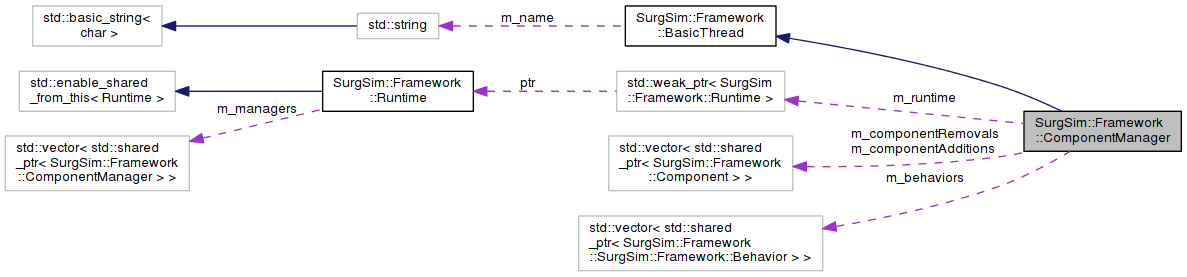 std::basic_string<
char >
std::string
m_name
SurgSim::Framework
::BasicThread
std::enable_shared
_from_this< Runtime >
SurgSim::Framework
::Runtime
ptr
std::weak_ptr< SurgSim
::Framework::Runtime >
m_runtime
m_managers
SurgSim::Framework
::ComponentManager
std::vector< std::shared
_ptr< SurgSim::Framework
::ComponentManager > >
std::vector< std::shared
_ptr< SurgSim::Framework
::Component > >
m_componentRemovals
m_componentAdditions
m_behaviors
std::vector< std::shared
_ptr< SurgSim::Framework
::SurgSim::Framework::Behavior > >